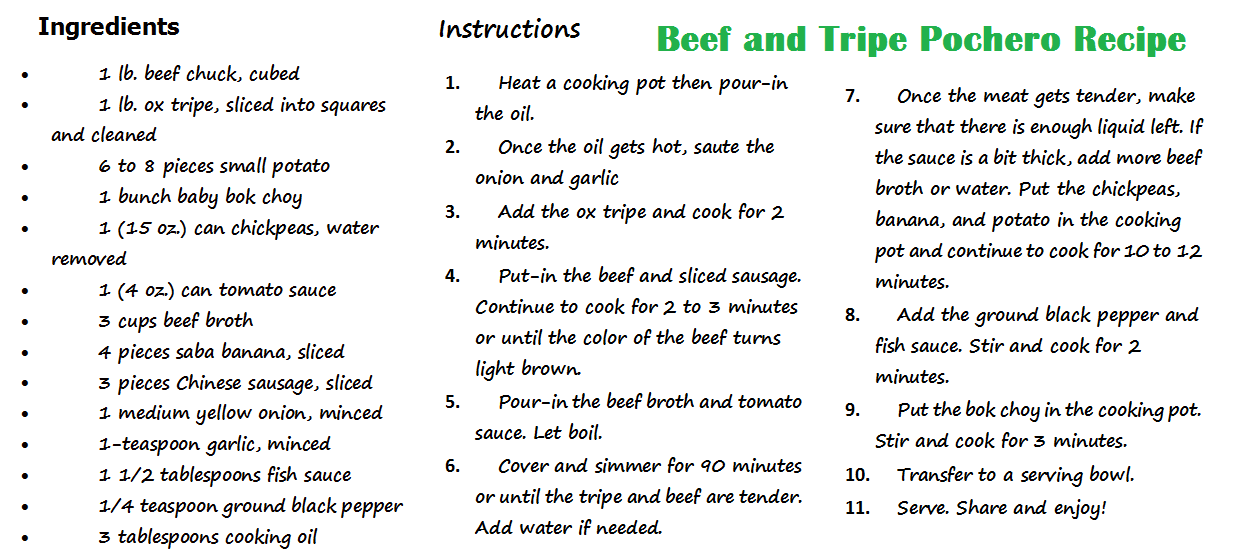 Beef and Tripe Pochero Recipe
Ingredients
• 1 lb. beef chuck, cubed
• 1 lb. ox tripe, sliced into squares
and cleaned
• 6 to 8 pieces small potato
• 1 bunch baby bok choy
• 1 (15 oz.) can chickpeas, water
removed
• 1 (4 oz.) can tomato sauce
• 3 cups beef broth
• 4 pieces saba banana, sliced
• 3 pieces Chinese sausage, sliced
• 1 medium yellow onion, minced
• 1-teaspoon garlic, minced
• 1 1/2 tablespoons fish sauce
• 1/4 teaspoon ground black pepper
• 3 tablespoons cooking oil
Instructions
1. Heat a cooking pot then pour-in
the oil.
2. Once the oil gets hot, saute the
onion and garlic
3. Add the ox tripe and cook for 2
minutes.
4. Put-in the beef and sliced sausage.
Continue to cook for 2 to 3 minutes
or until the color of the beef turns
light brown.
5. Pour-in the beef broth and tomato
sauce. Let boil.
6. Cover and simmer for 90 minutes
or until the tripe and beef are tender.
Add water if needed.
7. Once the meat gets tender, make
sure that there is enough liquid left. If
the sauce is a bit thick, add more beef
broth or water. Put the chickpeas,
banana, and potato in the cooking
pot and continue to cook for 10 to 12
minutes.
8. Add the ground black pepper and
fish sauce. Stir and cook for 2
minutes.
9. Put the bok choy in the cooking pot.
Stir and cook for 3 minutes.
10. Transfer to a serving bowl.
11. Serve. Share and enjoy!